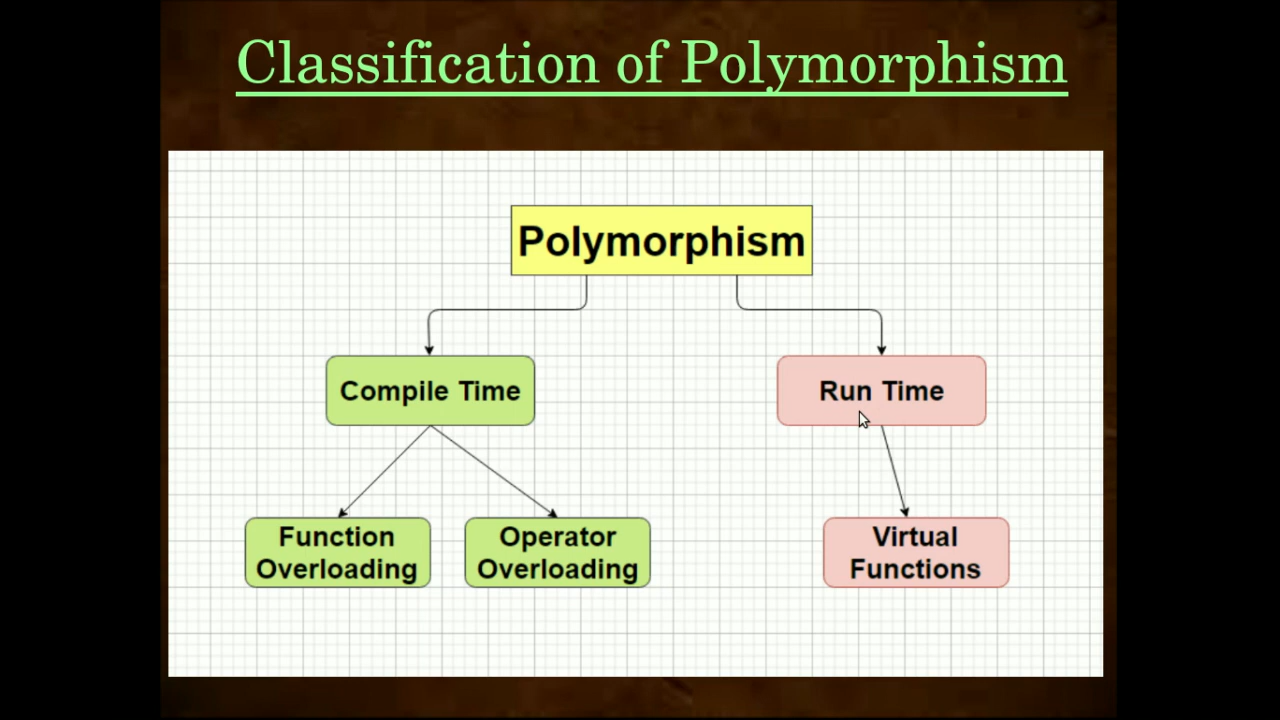 Classification of Polymorphism
Polymorphism
Compile Time
Run Time
Function
Overloading
Operator
Overloading
Virtual
Functions